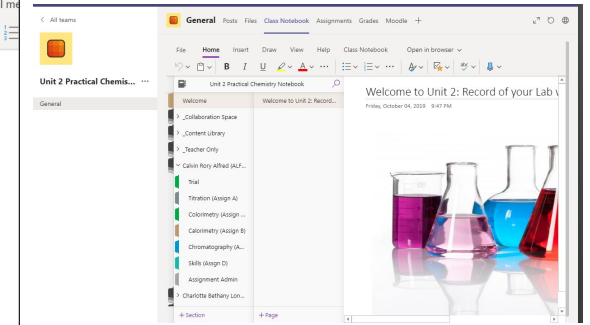 l me
< All teams
General Posts Files Class Notebook Assignments Grades Moodle +
File Home Insert Draw View Help Class Notebook Open in browser
B I U A
Unit 2 Practical Chemis... ...
Unit 2 Practical Chemistry Notebook
General
Welcome
Welcome to Unit 2: Record...
_Collaboration Space
_Content Library
_Teacher Only
Calvin Rory Alfred (ALF...
Trial
Titration (Assign A)
Colorimetry (Assign ...
Calorimetry (Assign B)
Chromatography (A...
Skills (Assgn D)
Assignment Admin
Charlotte Bethany Lon...
+ Section
+ Page
Welcome to Unit 2: Record of your Lab
Friday, October 04, 2019 9:47 PM